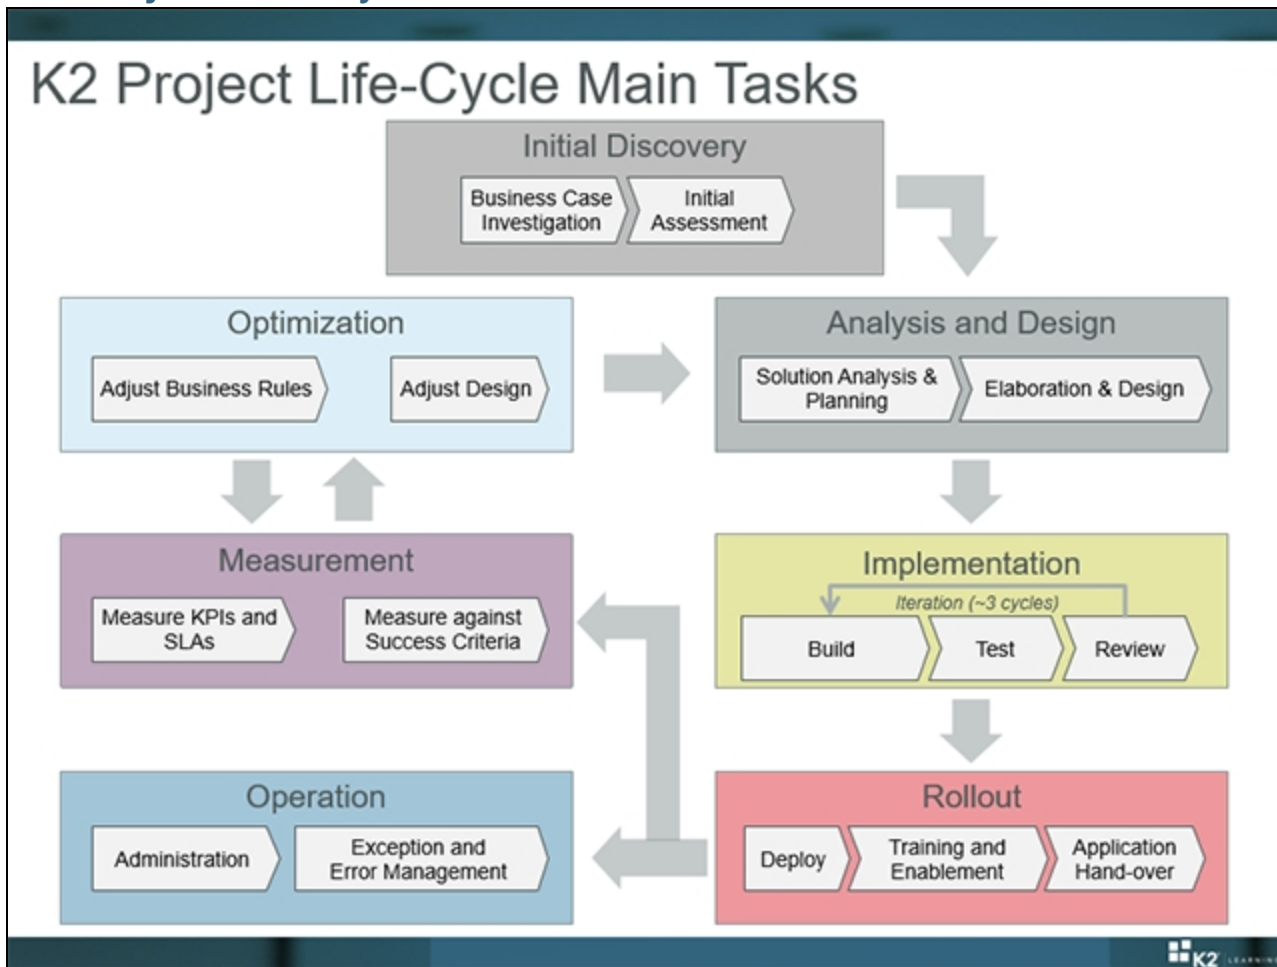 K2 Project Life-Cycle Main Tasks
Initial Discovery
Business Case
Investigation
Initial
Assessment
Optimization
Adjust Business Rules
Adjust Design
Analysis and Design
Solution Analysis &
Planning
Elaboration & Design
Measurement
Measure KPIs and
SLAs
Measure against
Success Criteria
Implementation
Iteration (~3 cycles)
Build
Test
Review
Operation
Administration
Exception and
Error Management
Rollout
Deploy
Training and
Enablement
Application
Hand-over
K2 LEARNING